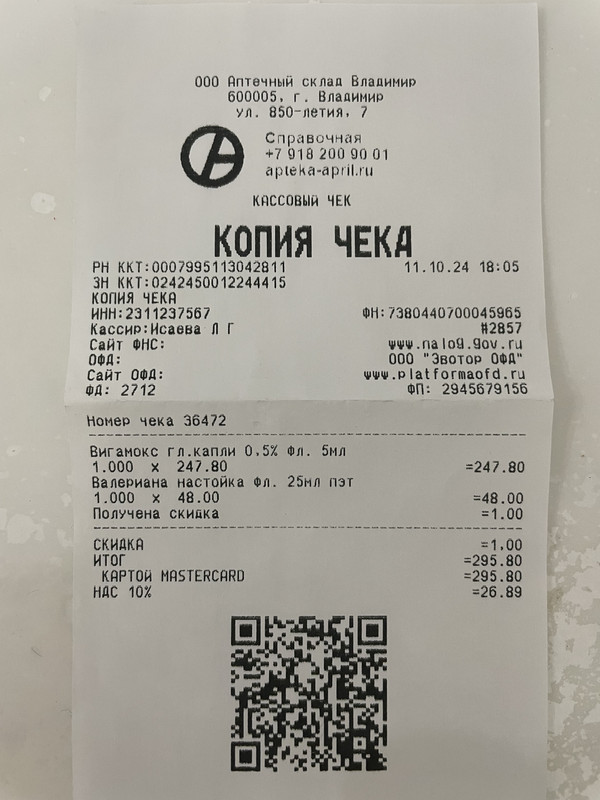 ООО Аптечный склад Владимир
600005, г. Владимир
ул. 850-летия, 7
Справочная
+7 918 200 90 01
apteka-april.ru
КАССОВЫЙ ЧЕК
КОПИЯ ЧЕКА
РН ККТ:0007995113042811 11.10.24 18:05
ЗН ККТ:0242450012244415
КОПИЯ ЧЕКА
ИНН:2311237567 ФН:7380440700045965
Кассир:Исаева Л Г #2857
Сайт ФНС: www.nalog.gov.ru
ОФД: ООО "Эвотор ОФД"
Сайт ОФД: www.platformaofd.ru
ФД: 2712 ФП: 2945679156
Номер чека 36472
Вигамокс гл.капли 0,5% Фл. 5мл
1.000 x 247.80 =247.80
Валериана настойка Фл. 25мл пэт
1.000 x 48.00 =48.00
Получена скидка =1.00
СКИДКА =1.00
ИТОГ =295.80
КАРТОЙ MASTERCARD =295.80
НДС 10% =26.89